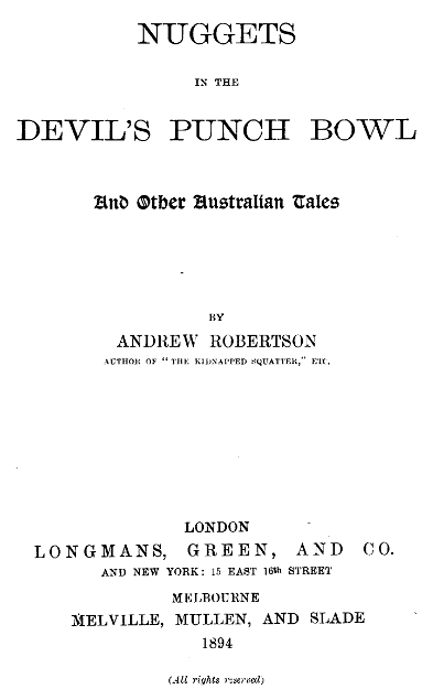 NUGGETS
IN THE
DEVIL'S PUNCH BOWL
And Other Australian Tales
BY
ANDREW ROBERTSON
AUTHOR OF "THE KIDNAPPED SQUATTER," ETC.
LONDON
LONGMANS, GREEN, AND CO.
AND NEW YORK: 15 EAST 16th STREET
MELBOURNE
MELVILLE, MULLEN, AND SLADE
1894
(All rights reserved)